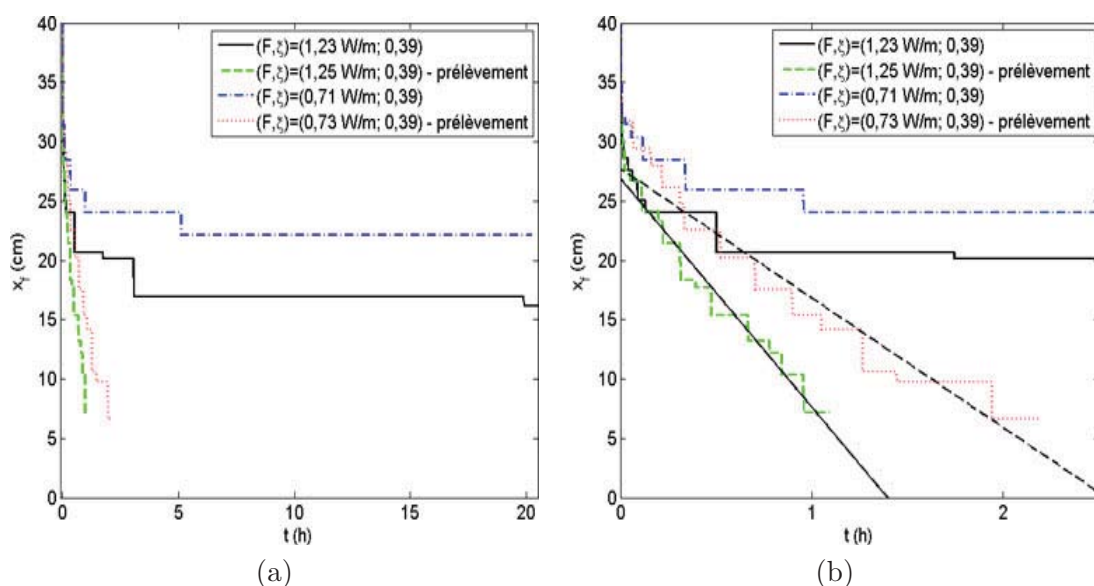 40
35
30
25
20
15
10
5
0
x_f (cm)
0
5
10
15
20
t (h)
(F,ξ)=(1,23 W/m; 0,39)
(F,ξ)=(1,25 W/m; 0,39) - prélèvement
(F,ξ)=(0,71 W/m; 0,39)
(F,ξ)=(0,73 W/m; 0,39) - prélèvement
(a)
40
35
30
25
20
15
10
5
0
x_f (cm)
0
1
2
t (h)
(F,ξ)=(1,23 W/m; 0,39)
(F,ξ)=(1,25 W/m; 0,39) - prélèvement
(F,ξ)=(0,71 W/m; 0,39)
(F,ξ)=(0,73 W/m; 0,39) - prélèvement
(b)